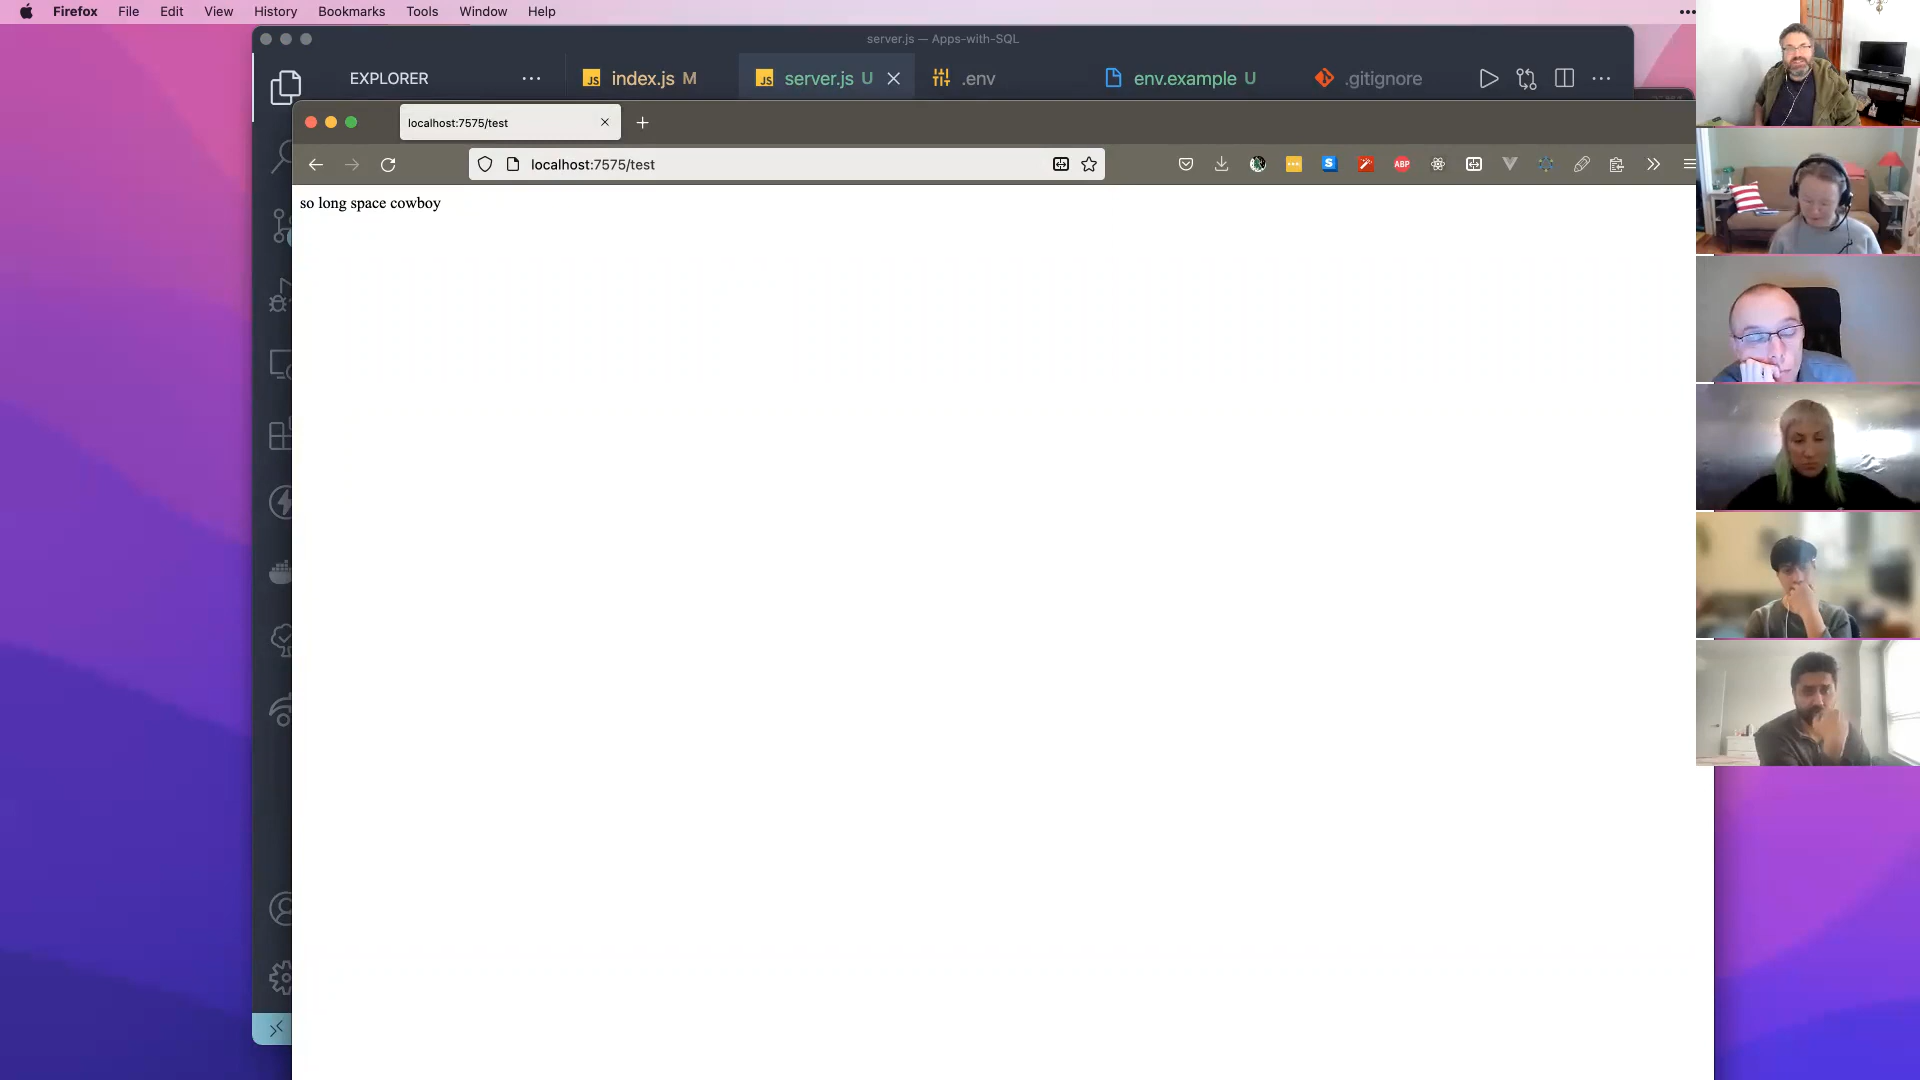 Firefox File Edit View History Bookmarks Tools Window Help
server.js — Apps-with-SQL
EXPLORER
index.js M
server.js U
.env
env.example U
.gitignore
localhost:7575/test
localhost:7575/test
ABP
so long space cowboy